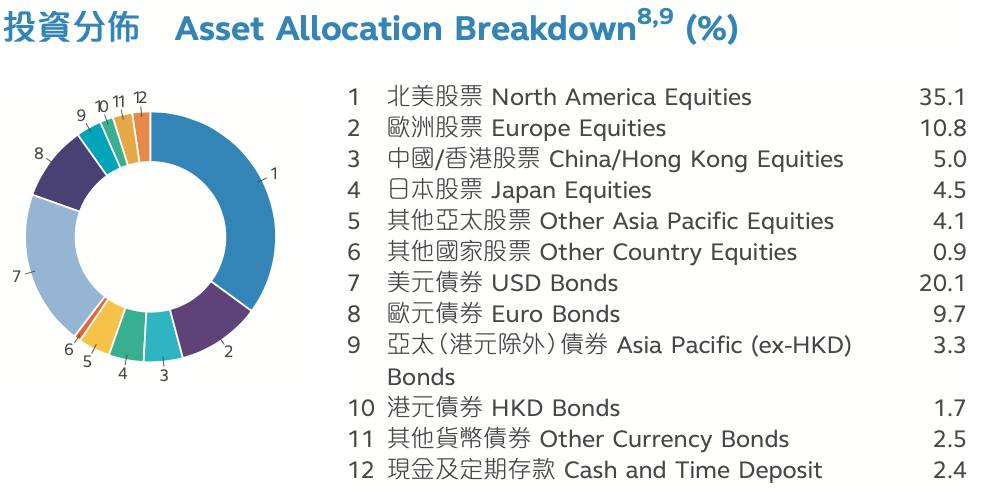 投資分佈 Asset Allocation Breakdown8,9 (%)
1 北美股票 North America Equities 35.1
2 歐洲股票 Europe Equities 10.8
3 中國/香港股票 China/Hong Kong Equities 5.0
4 日本股票 Japan Equities 4.5
5 其他亞太股票 Other Asia Pacific Equities 4.1
6 其他國家股票 Other Country Equities 0.9
7 美元債券 USD Bonds 20.1
8 歐元債券 Euro Bonds 9.7
9 亞太（港元除外）債券 Asia Pacific (ex-HKD) 3.3
Bonds
10 港元債券 HKD Bonds 1.7
11 其他貨幣債券 Other Currency Bonds 2.5
12 現金及定期存款 Cash and Time Deposit 2.4
1
2
3
4
5
6
7
8
9
10
11
12